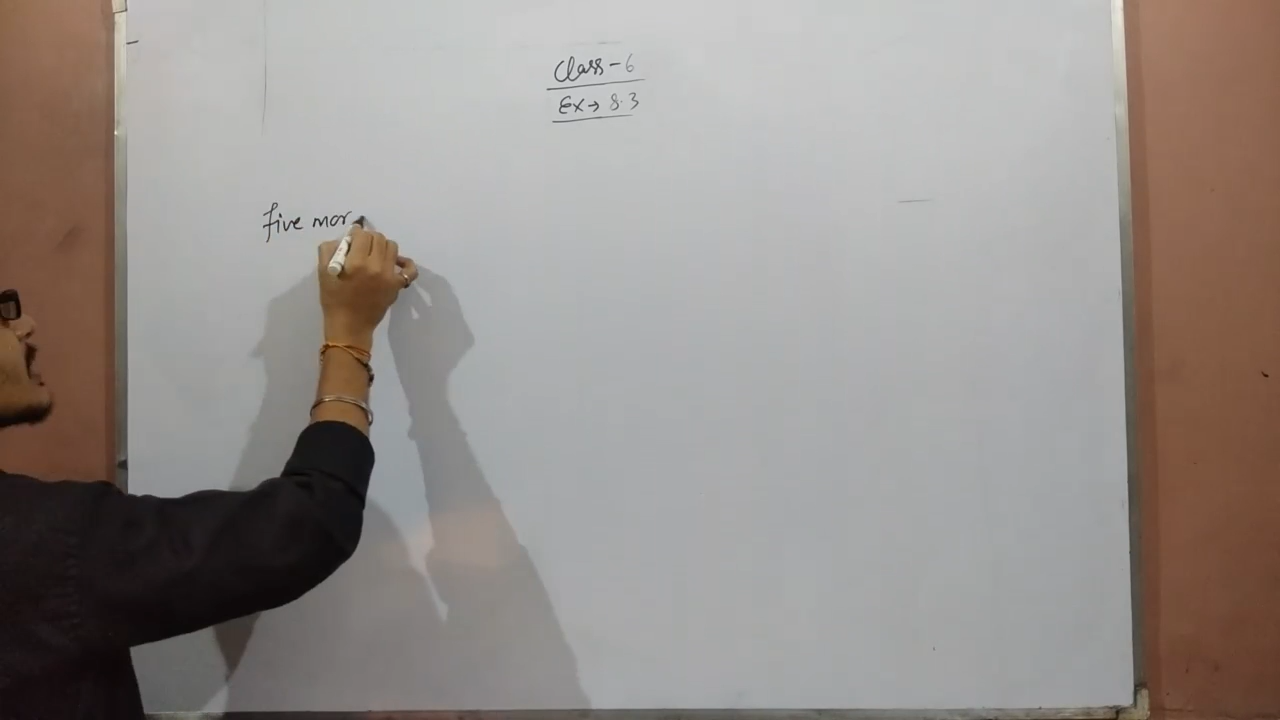 Class - 6
Ex → 8.3
five mor